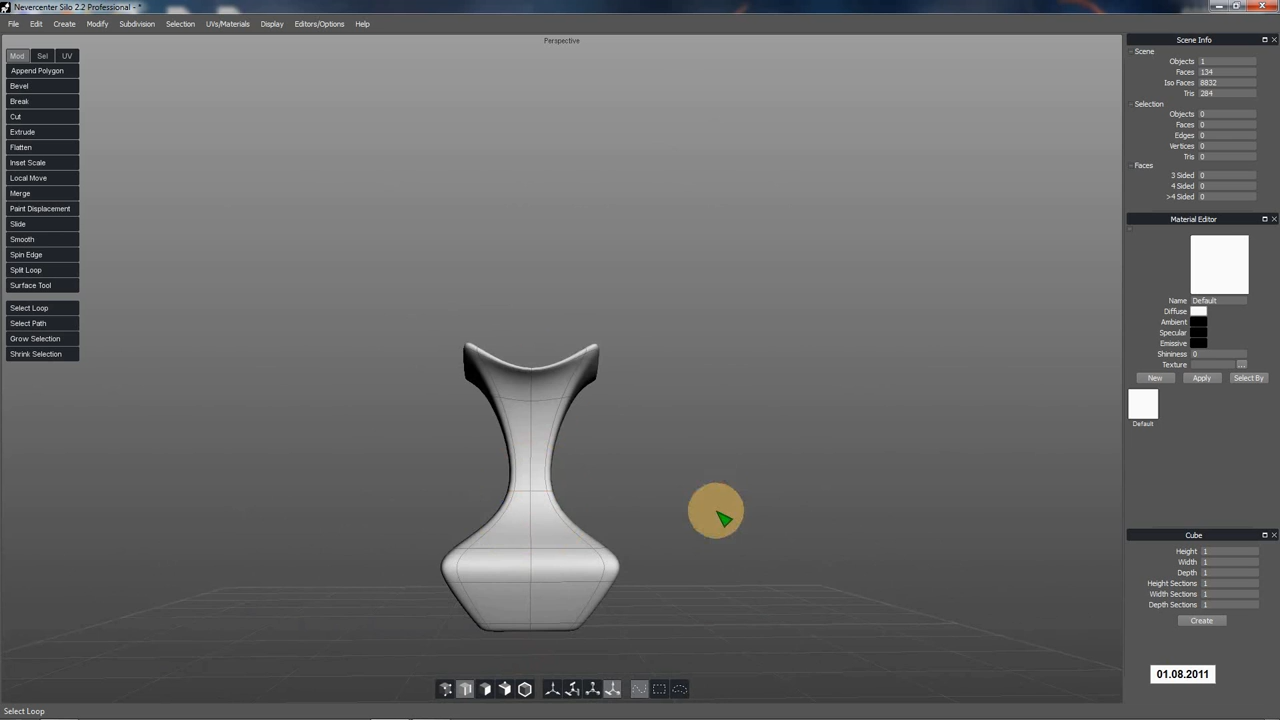 Nevercenter Silo 2.2 Professional - *
File Edit Create Modify Subdivision Selection UVs/Materials Display Editors/Options Help
Perspective
Mod Sel UV
Append Polygon
Bevel
Break
Cut
Extrude
Flatten
Inset Scale
Local Move
Merge
Paint Displacement
Slide
Smooth
Spin Edge
Split Loop
Surface Tool
Select Loop
Select Path
Grow Selection
Shrink Selection
Scene Info
Scene
Objects 1
Faces 134
Iso Faces 8832
Tris 284
Selection
Objects 0
Faces 0
Edges 0
Vertices 0
Tris 0
Faces
3 Sided 0
4 Sided 0
>4 Sided 0
Material Editor
Name Default
Diffuse
Ambient
Specular
Emissive
Shininess 0
Texture ...
New Apply Select By
Default
Cube
Height 1
Width 1
Depth 1
Height Sections 1
Width Sections 1
Depth Sections 1
Create
01.08.2011
Select Loop